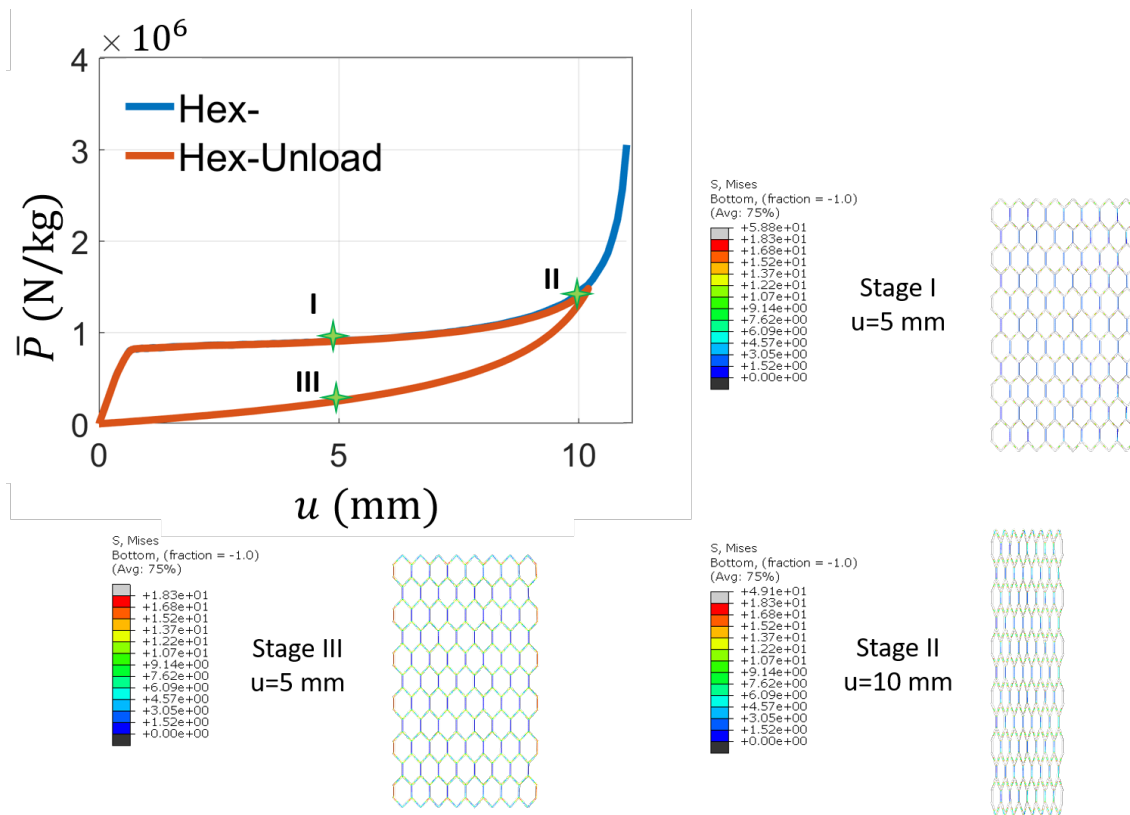 × 10⁶
4
3
2
1
0
0
5
10
P̅ (N/kg)
u (mm)
Hex-
Hex-Unload
I
II
III
S, Mises
Bottom, (fraction = -1.0)
(Avg: 75%)
+5.88e+01
+1.83e+01
+1.68e+01
+1.52e+01
+1.37e+01
+1.22e+01
+1.07e+01
+9.14e+00
+7.62e+00
+6.09e+00
+4.57e+00
+3.05e+00
+1.52e+00
+0.00e+00
Stage I
u=5 mm
S, Mises
Bottom, (fraction = -1.0)
(Avg: 75%)
+1.83e+01
+1.68e+01
+1.52e+01
+1.37e+01
+1.22e+01
+1.07e+01
+9.14e+00
+7.62e+00
+6.09e+00
+4.57e+00
+3.05e+00
+1.52e+00
+0.00e+00
Stage III
u=5 mm
S, Mises
Bottom, (fraction = -1.0)
(Avg: 75%)
+4.91e+01
+1.83e+01
+1.68e+01
+1.52e+01
+1.37e+01
+1.22e+01
+1.07e+01
+9.14e+00
+7.62e+00
+6.09e+00
+4.57e+00
+3.05e+00
+1.52e+00
+0.00e+00
Stage II
u=10 mm